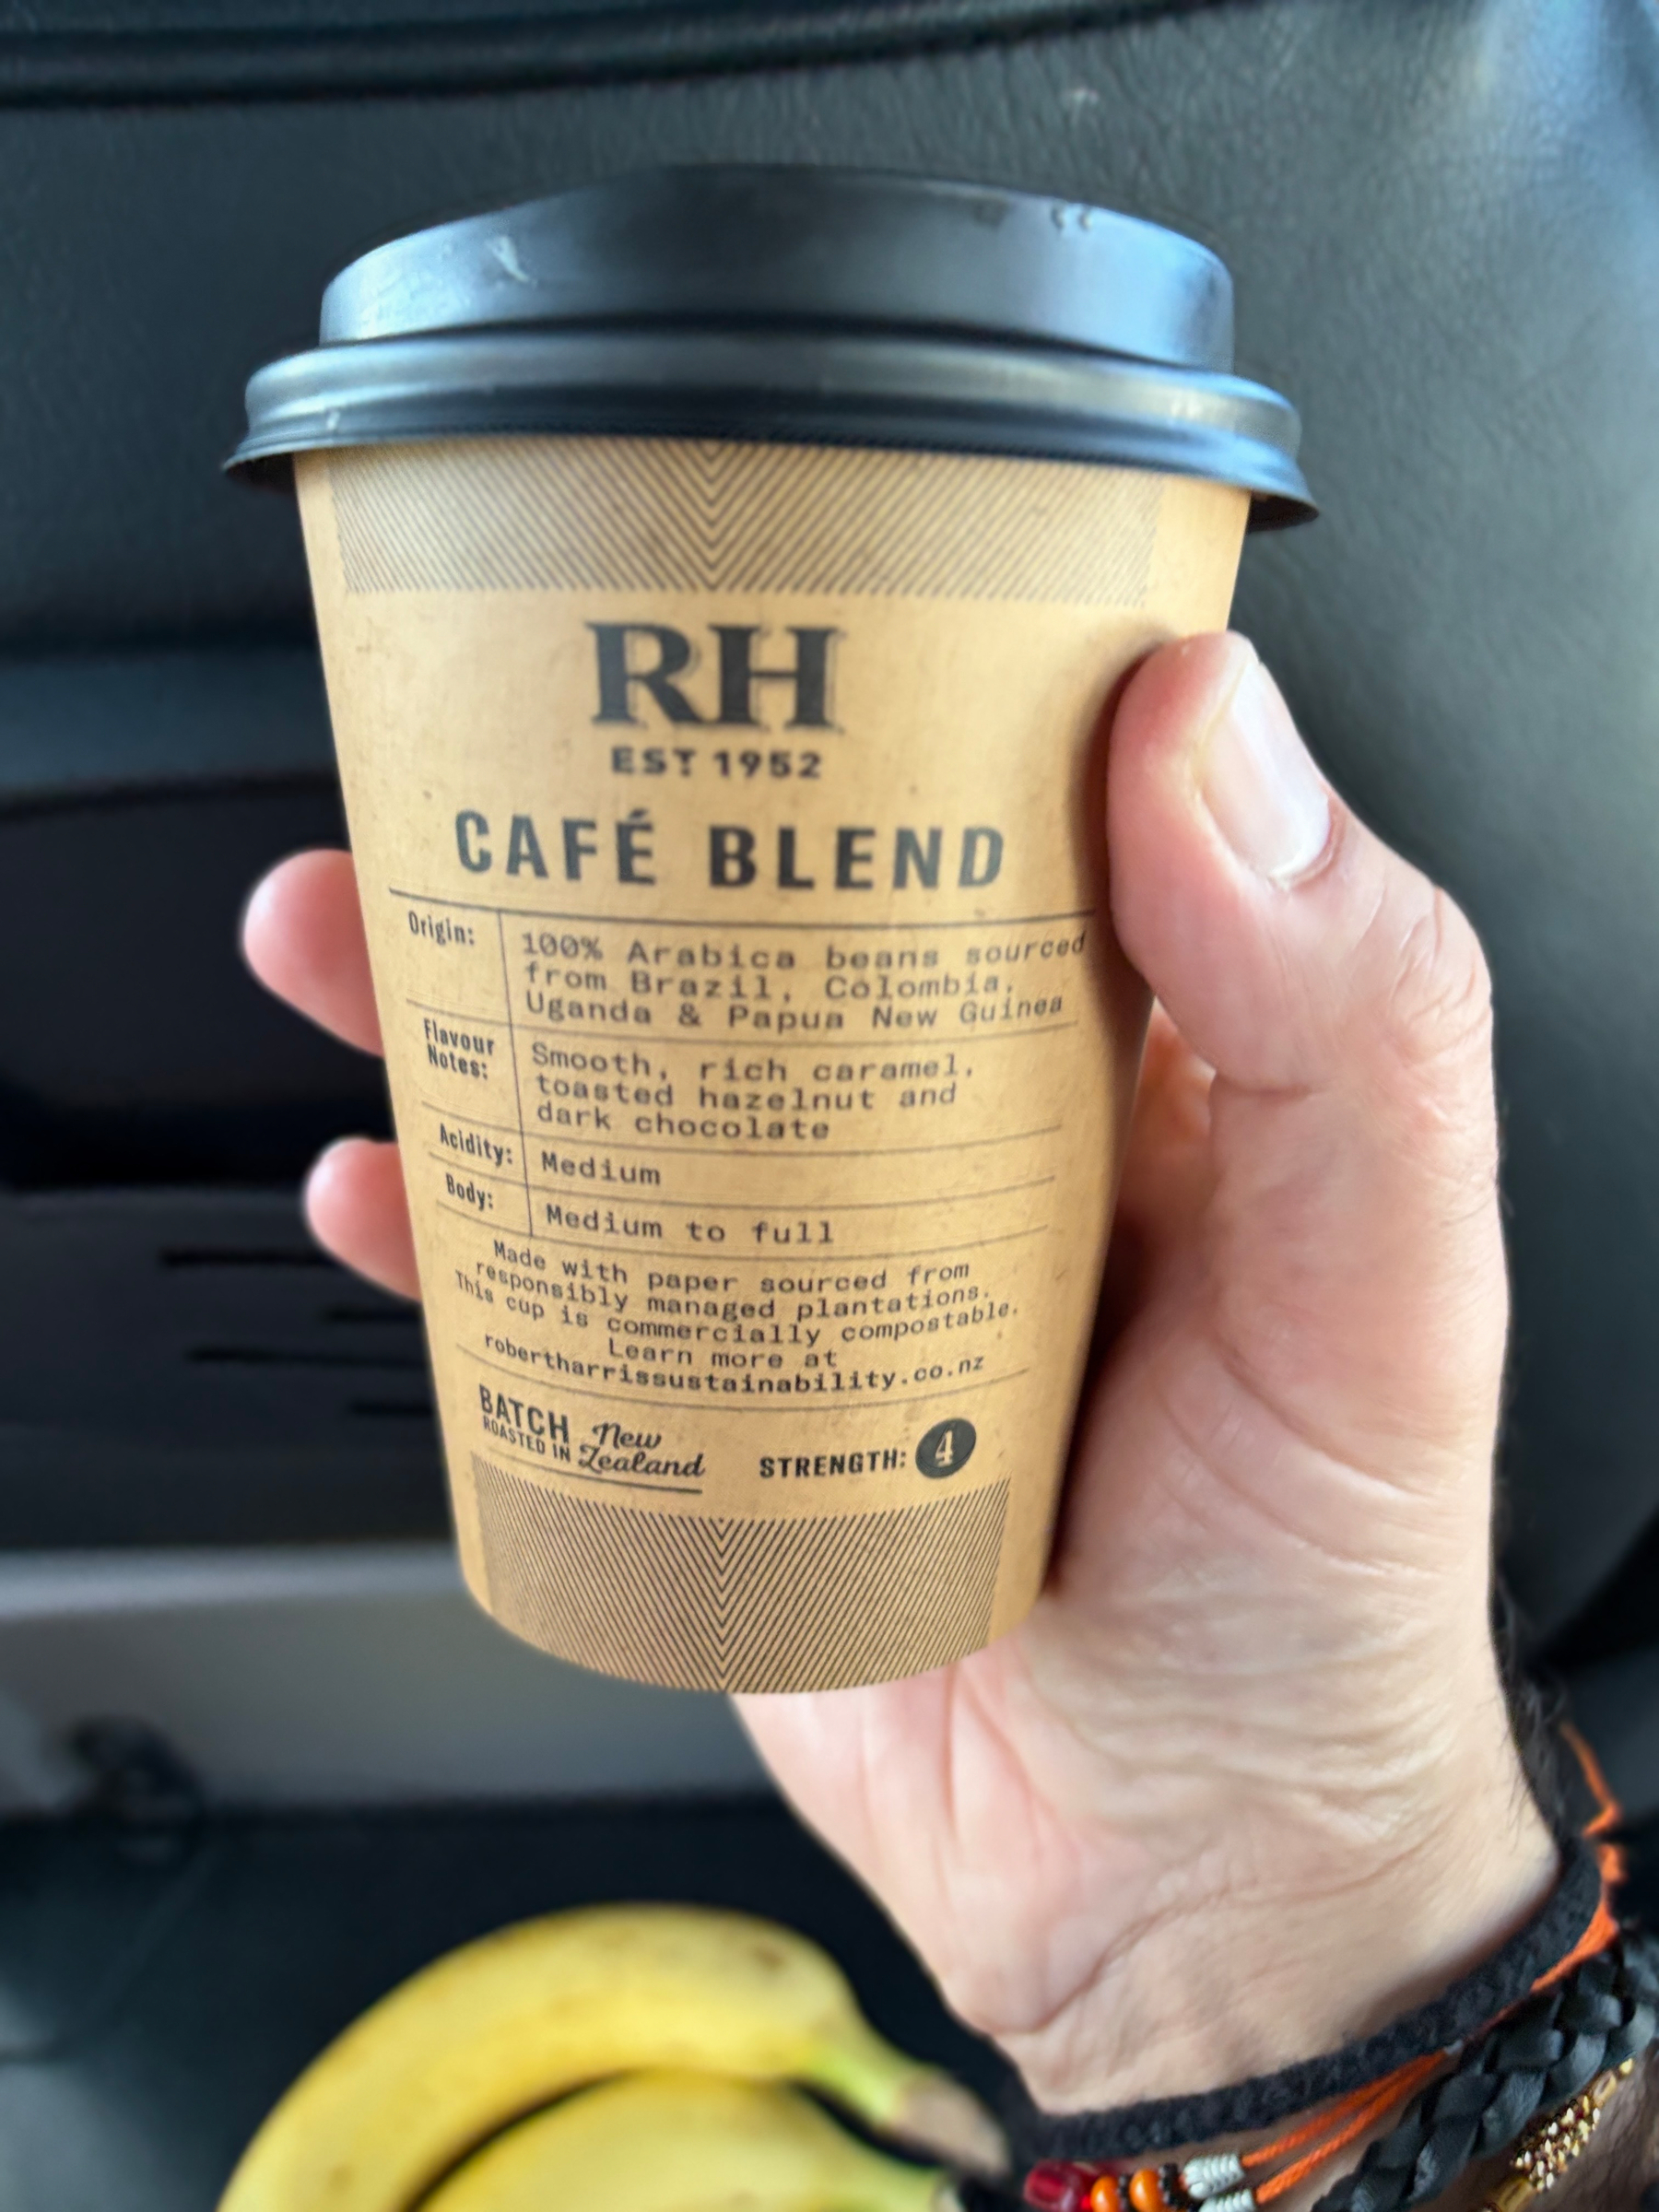 RH
EST 1952
CAFÉ BLEND
Origin:
100% Arabica beans sourced
from Brazil, Colombia,
Uganda & Papua New Guinea
Flavour
Notes:
Smooth, rich caramel,
toasted hazelnut and
dark chocolate
Acidity:
Medium
Body:
Medium to full
Made with paper sourced from
responsibly managed plantations.
This cup is commercially compostable.
Learn more at
robertharrissustainability.co.nz
BATCH
ROASTED IN
New
Zealand
STRENGTH: 4